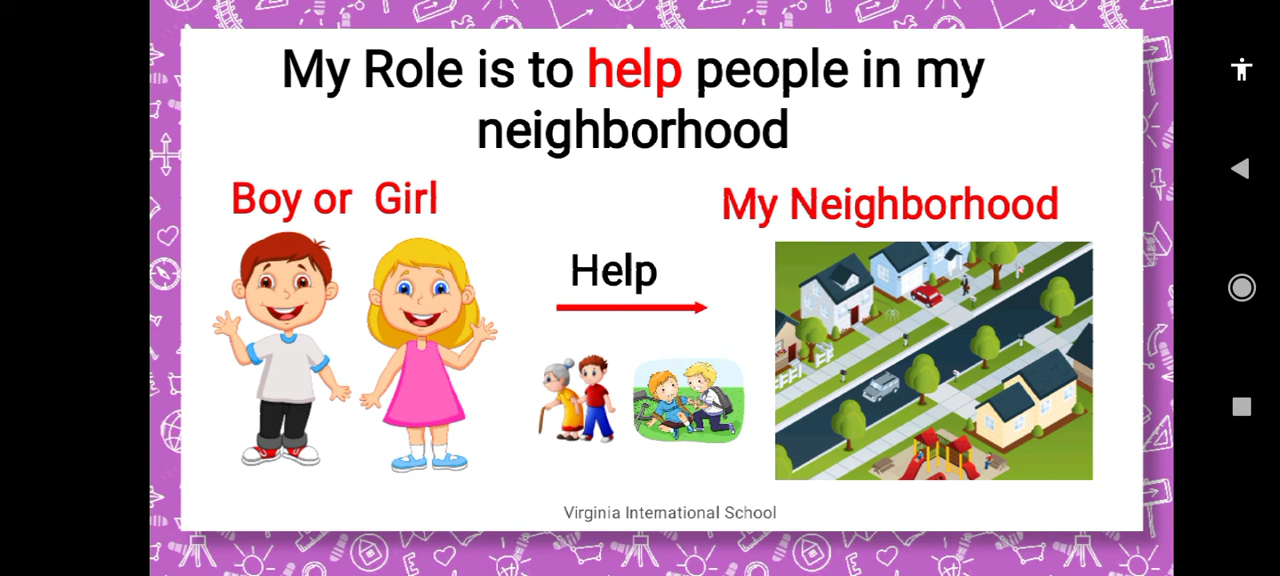 My Role is to help people in my
neighborhood
Boy or Girl
My Neighborhood
Help
Virginia International School